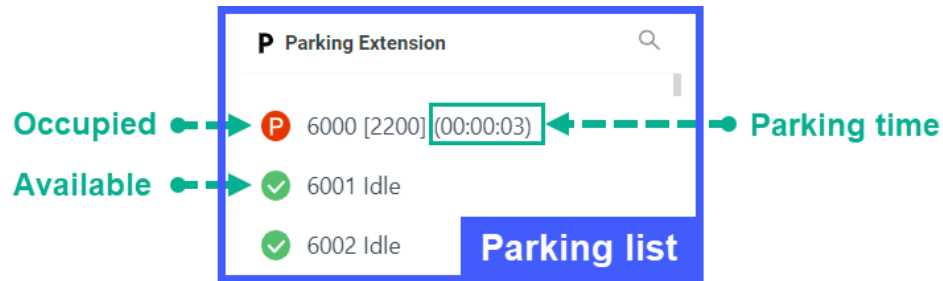 P Parking Extension
Occupied P 6000 [2200] (00:00:03) Parking time
Available 6001 Idle
6002 Idle
Parking list